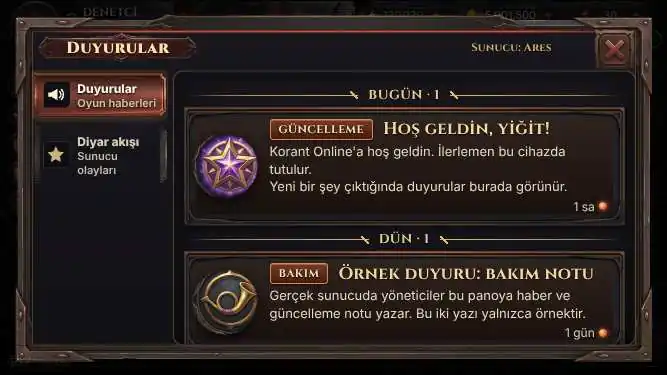 DENETCİ
DUYURULAR
SUNUCU: ARES
Duyurular
Oyun haberleri
Diyar akışı
Sunucu
olayları
BUGÜN · 1
GÜNCELLEME HOŞ GELDİN, YİĞİT!
Korant Online'a hoş geldin. İlerlemen bu cihazda
tutulur.
Yeni bir şey çıktığında duyurular burada görünür.
1 sa
DÜN · 1
BAKIM ÖRNEK DUYURU: BAKIM NOTU
Gerçek sunucuda yöneticiler bu panoya haber ve
güncelleme notu yazar. Bu iki yazı yalnızca örnektir.
1 gün